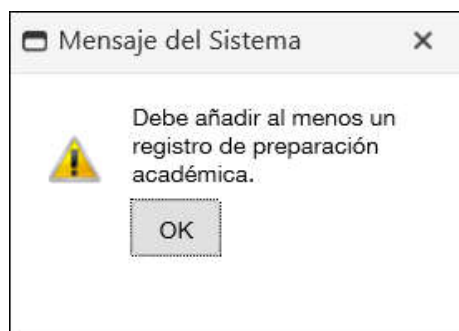 Mensaje del Sistema
Debe añadir al menos un
registro de preparación
académica.
OK